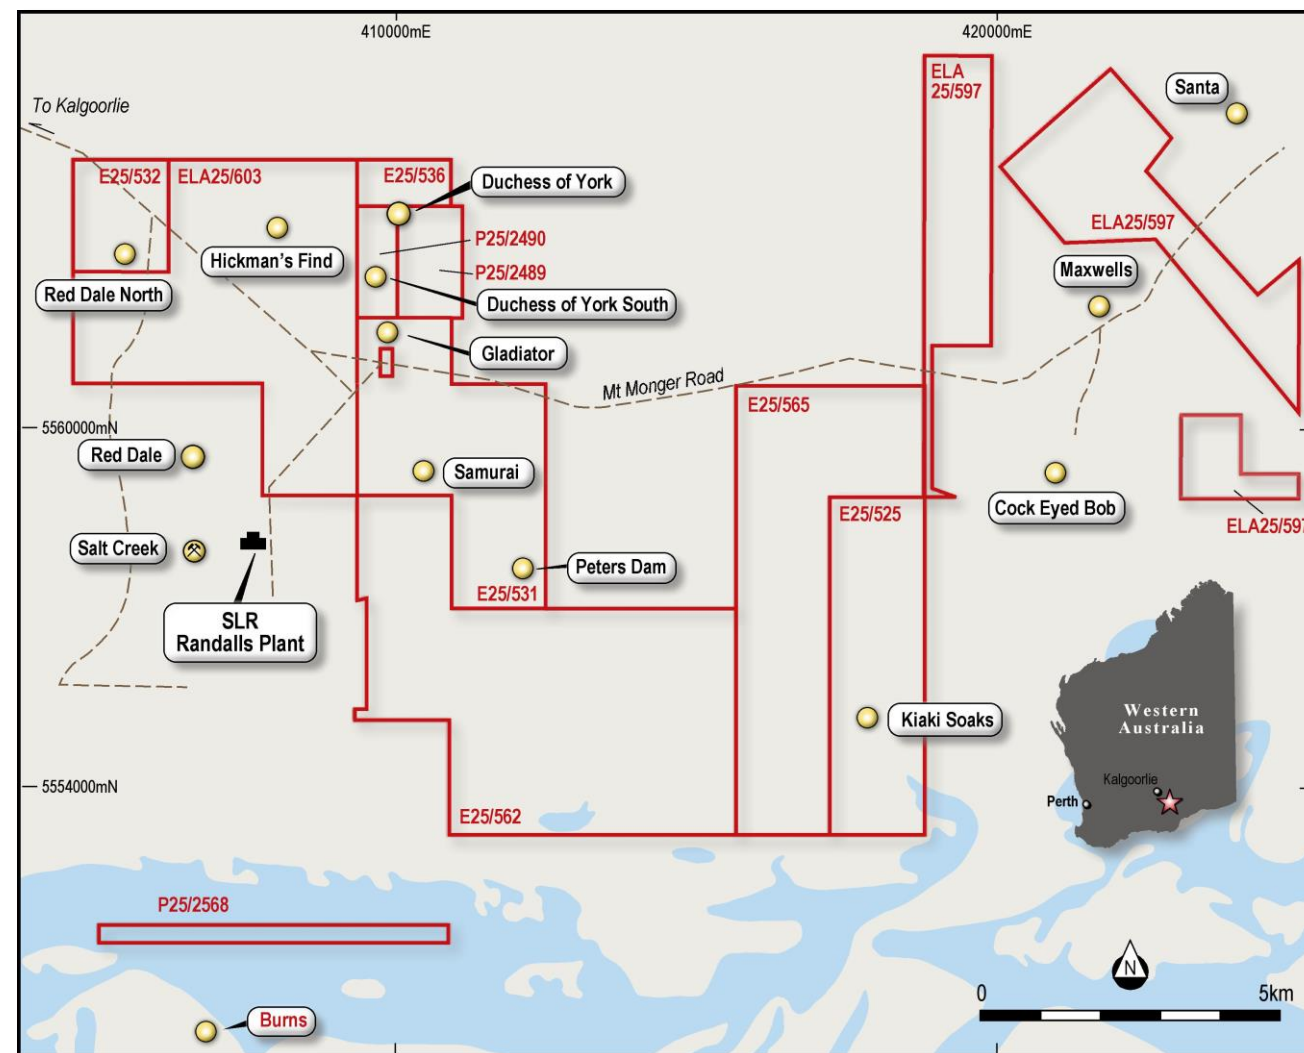 410000mE
420000mE
ELA
25/597
Santa
To Kalgoorlie
E25/532
ELA25/603
E25/536
Duchess of York
ELA25/597
P25/2490
Hickman's Find
P25/2489
Maxwells
Red Dale North
Duchess of York South
Gladiator
Mt Monger Road
E25/565
5560000mN
Red Dale
Samurai
Cock Eyed Bob
E25/525
ELA25/597
Salt Creek
Peters Dam
E25/531
SLR
Randalls Plant
Kiaki Soaks
Western
Australia
Kalgoorlie
Perth
5554000mN
E25/562
P25/2568
N
0
5km
Burns